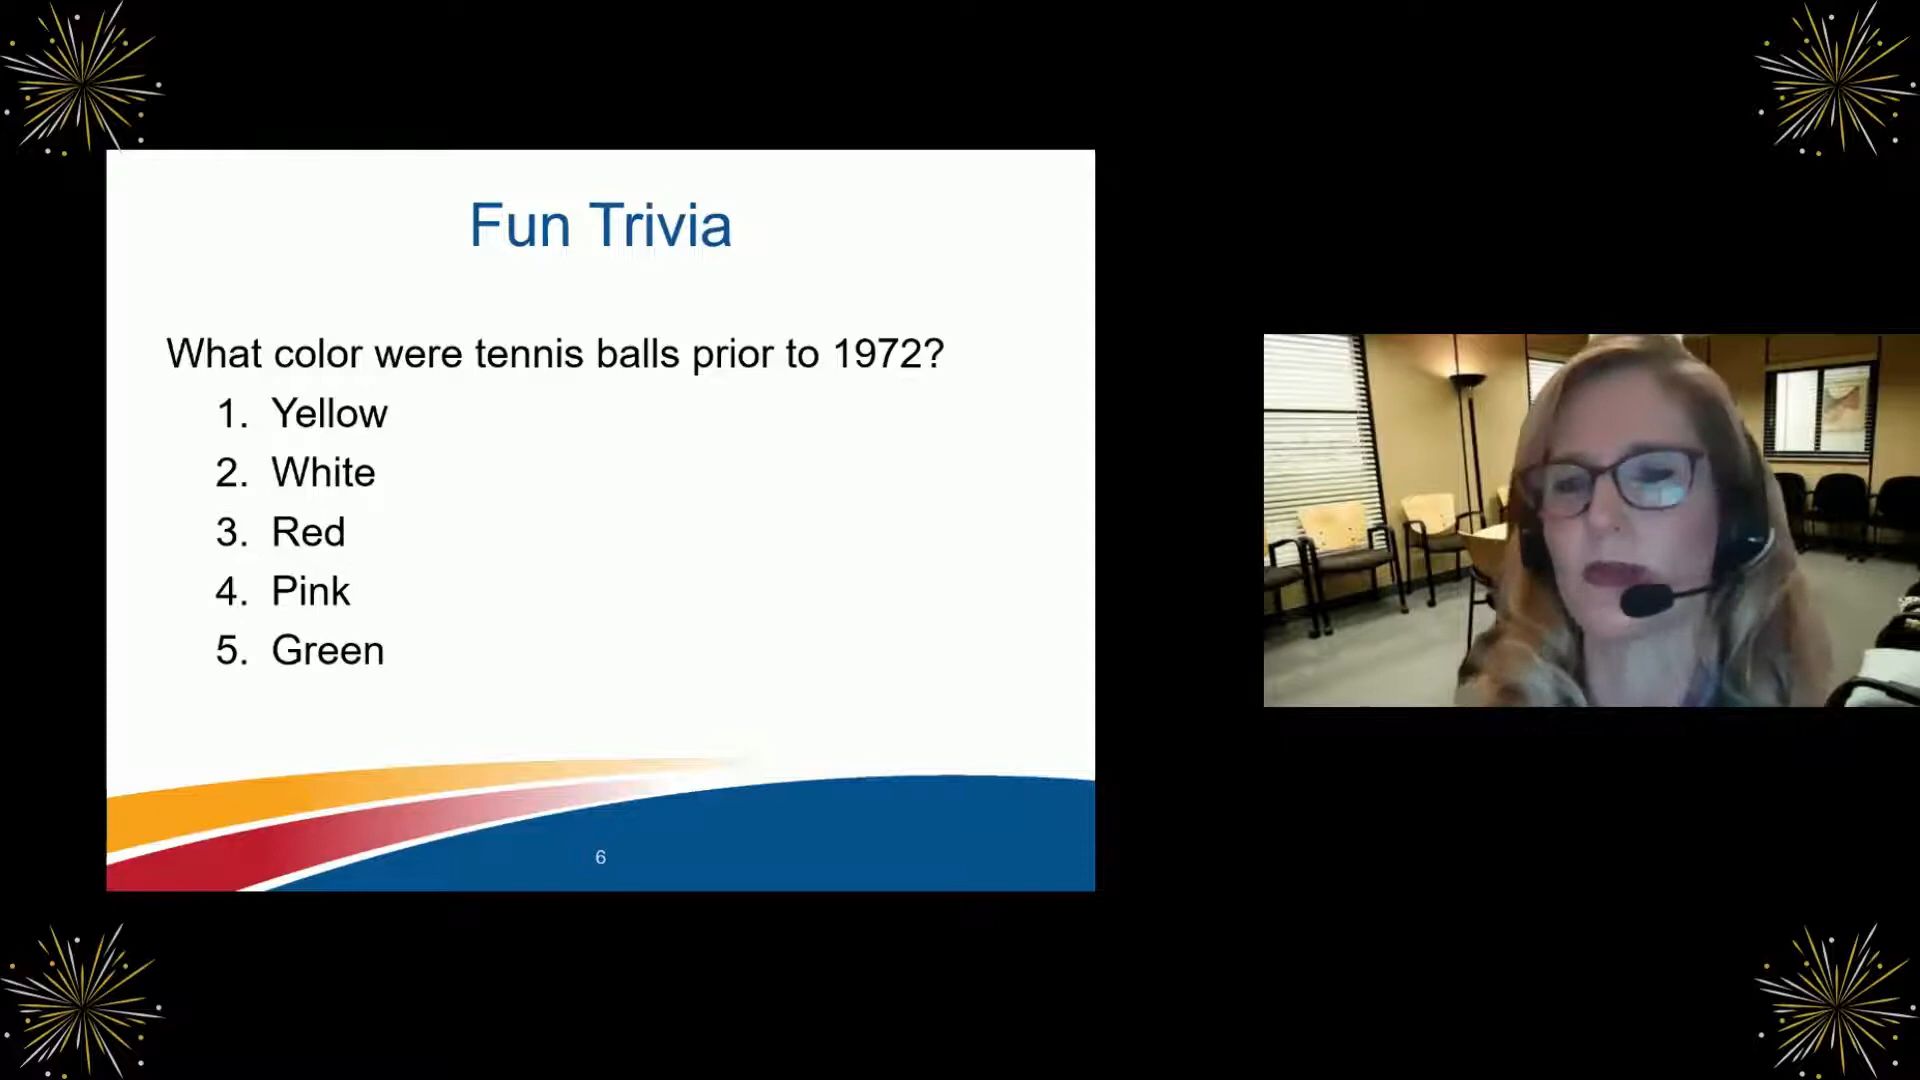 Fun Trivia
What color were tennis balls prior to 1972?
1. Yellow
2. White
3. Red
4. Pink
5. Green
6